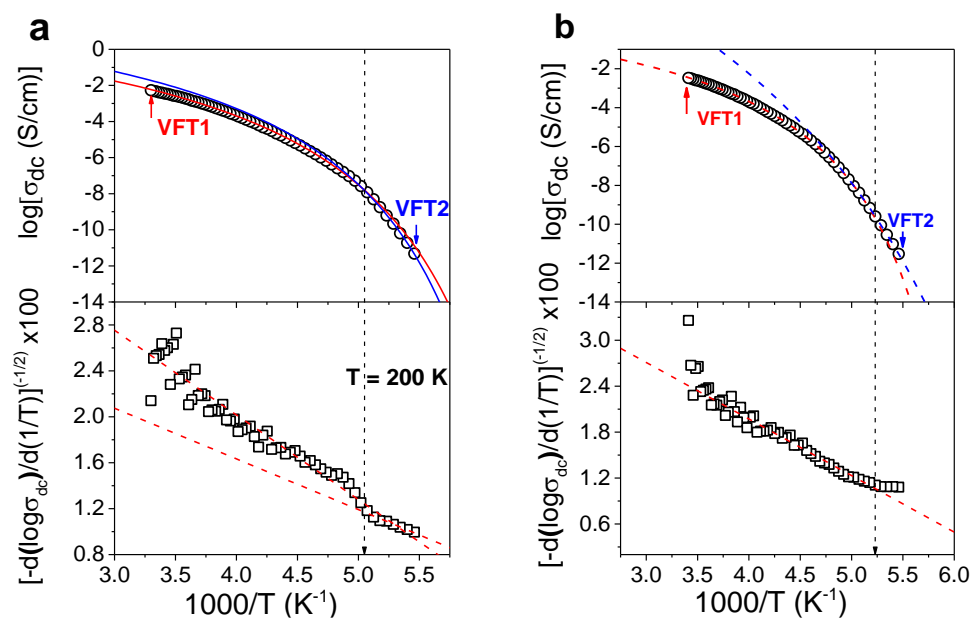 a
b
0
-2
-4
-6
-8
-10
-12
-14
log[σdc (S/cm)]
VFT1
VFT2
-2
-4
-6
-8
-10
-12
-14
log[σdc (S/cm)]
VFT1
VFT2
2.8
2.4
2.0
1.6
1.2
0.8
[-d(logσdc)/d(1/T)](-1/2) x100
T = 200 K
3.0
2.4
1.8
1.2
0.6
[-d(logσdc)/d(1/T)](-1/2) x100
3.0 3.5 4.0 4.5 5.0 5.5
1000/T (K-1)
3.0 3.5 4.0 4.5 5.0 5.5 6.0
1000/T (K-1)